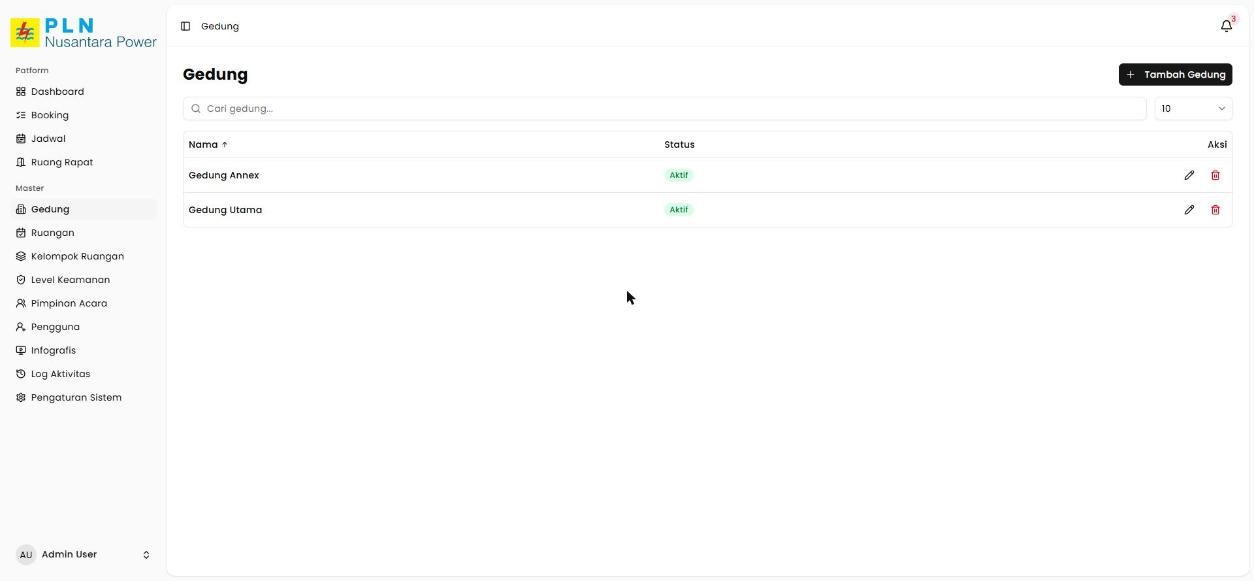 PLN
Nusantara Power
Patform
Dashboard
Booking
Jadwal
Ruang Rapat
Master
Gedung
Ruangan
Kelompok Ruangan
Level Keamanan
Pimpinan Acara
Pengguna
Infografis
Log Aktivitas
Pengaturan Sistem
AU Admin User
Gedung
3
Gedung
Tambah Gedung
Cari gedung...
10
Nama ↑ Status Aksi
Gedung Annex Aktif
Gedung Utama Aktif